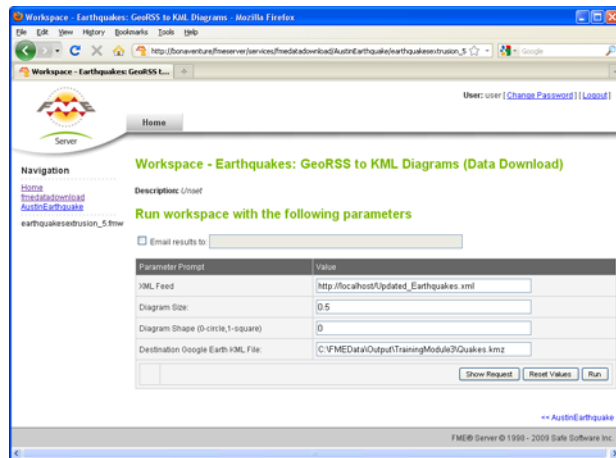 Workspace - Earthquakes: GeoRSS to KML Diagrams - Mozilla Firefox
File Edit View History Bookmarks Tools Help
http://bonaventure/fmeserver/services/fmedatadownload/AustinEarthquake/earthquakesextrusion_5
Google
Workspace - Earthquakes: GeoRSS t...
User: user [Change Password] [Logout]
FME
Server
Home
Navigation
Home
fmedatadownload
AustinEarthquake
earthquakesextrusion_5.fmw
Workspace - Earthquakes: GeoRSS to KML Diagrams (Data Download)
Description: Unset
Run workspace with the following parameters
Email results to:
Parameter Prompt Value
XML Feed http://localhost/Updated_Earthquakes.xml
Diagram Size: 0.5
Diagram Shape (0-circle,1-square) 0
Destination Google Earth KML File: C:\FMEData\Output\TrainingModule3\Quakes.kmz
Show Request Reset Values Run
<< AustinEarthquake
FME® Server © 1998 - 2009 Safe Software Inc.